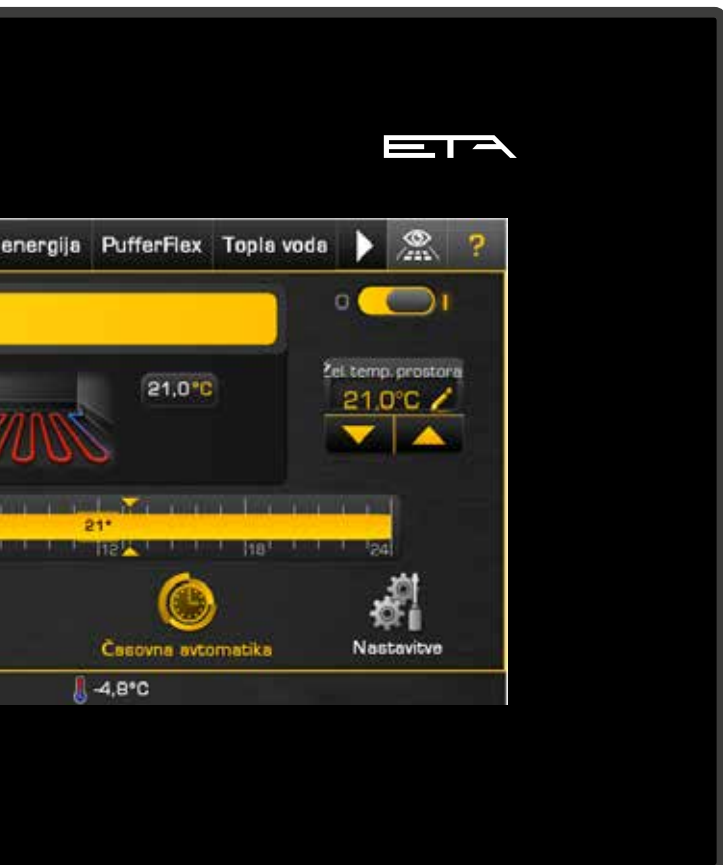 ETA
energija PufferFlex Topla voda ?
O I
Žel. temp. prostora
21,0°C
21,0°C
21°
12 18 24
Časovna avtomatika Nastavitve
-4,8°C